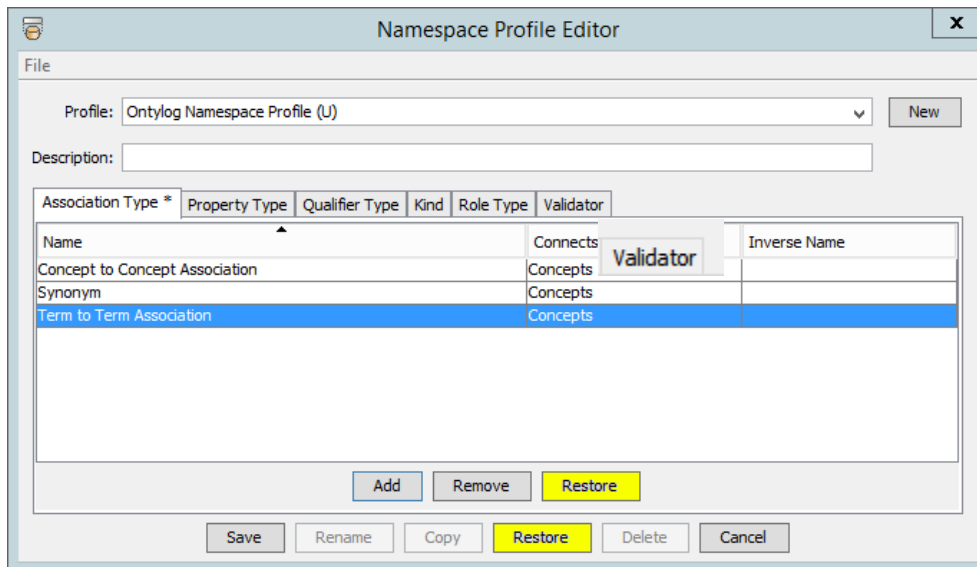 Namespace Profile Editor
x
File
Profile: Ontylog Namespace Profile (U) New
Description:
Association Type * Property Type Qualifier Type Kind Role Type Validator
Name Connects Validator Inverse Name
Concept to Concept Association Concepts
Synonym Concepts
Term to Term Association Concepts
Add Remove Restore
Save Rename Copy Restore Delete Cancel